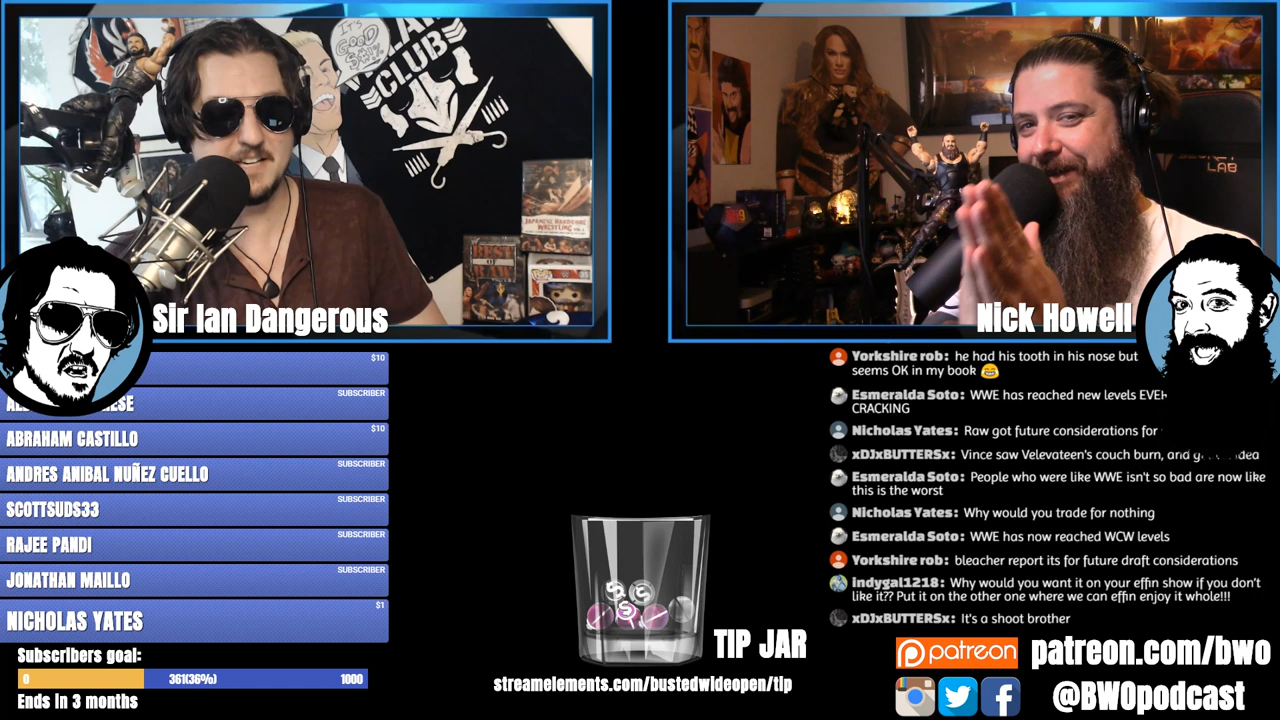 IT'S
GOOD
SH!%
CLUB
JAPANESE HARDCORE
WRESTLING
SECRET
LAB
Sir Ian Dangerous
Nick Howell
$10
SUBSCRIBER
ABRAHAM CASTILLO
$10
ANDRES ANIBAL NUÑEZ CUELLO
SUBSCRIBER
SCOTTSUDS33
SUBSCRIBER
RAJEE PANDI
SUBSCRIBER
JONATHAN MAILLO
SUBSCRIBER
NICHOLAS YATES
$1
Subscribers goal:
0 361(36%) 1000
Ends in 3 months
TIP JAR
streamelements.com/bustedwideopen/tip
Yorkshire rob: he had his tooth in his nose but
seems OK in my book 😂
Esmeralda Soto: WWE has reached new levels
CRACKING
Nicholas Yates: Raw got future considerations for
xDJxBUTTERSx: Vince saw Velevateen's couch burn, and
Esmeralda Soto: People who were like WWE isn't so bad are now like
this is the worst
Nicholas Yates: Why would you trade for nothing
Esmeralda Soto: WWE has now reached WCW levels
Yorkshire rob: bleacher report its for future draft considerations
indygal1218: Why would you want it on your effin show if you don't
like it?? Put it on the other one where we can effin enjoy it whole!!!
xDJxBUTTERSx: It's a shoot brother
patreon patreon.com/bwo
@BWOpodcast